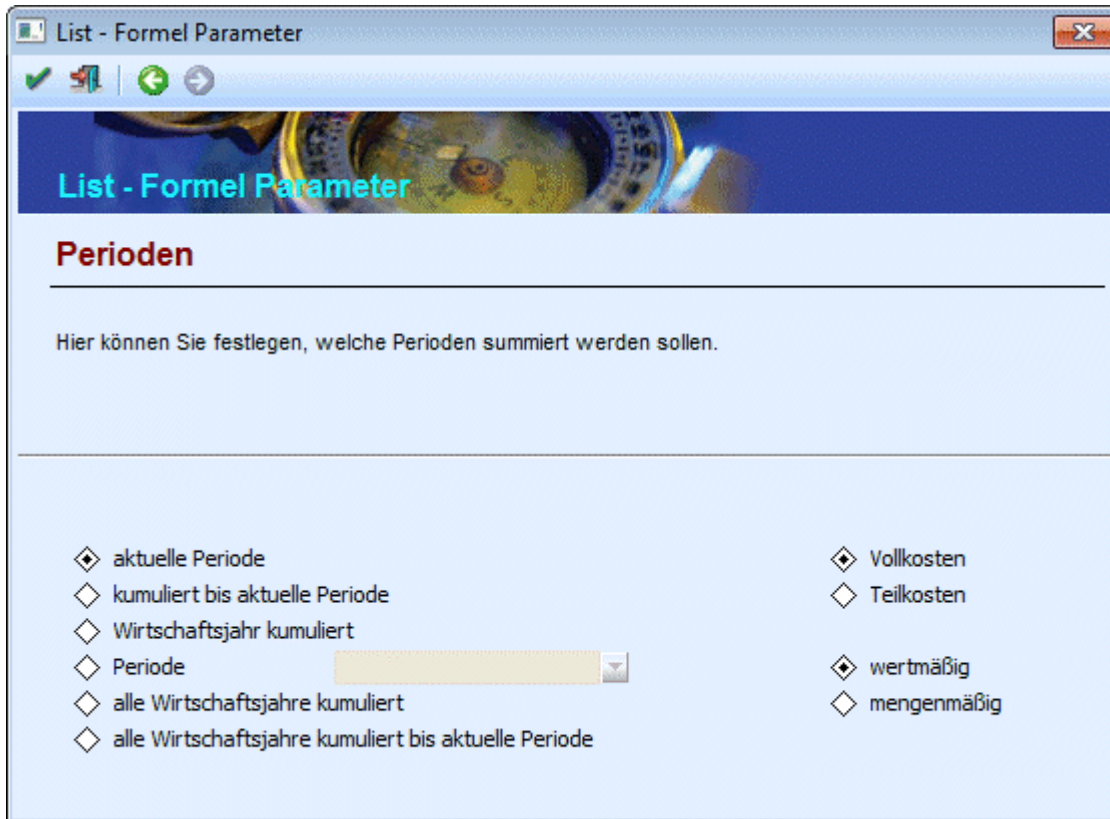 List - Formel Parameter
List - Formel Parameter
Perioden
Hier können Sie festlegen, welche Perioden summiert werden sollen.
aktuelle Periode
Vollkosten
kumuliert bis aktuelle Periode
Teilkosten
Wirtschaftsjahr kumuliert
Periode
wertmäßig
alle Wirtschaftsjahre kumuliert
mengenmäßig
alle Wirtschaftsjahre kumuliert bis aktuelle Periode